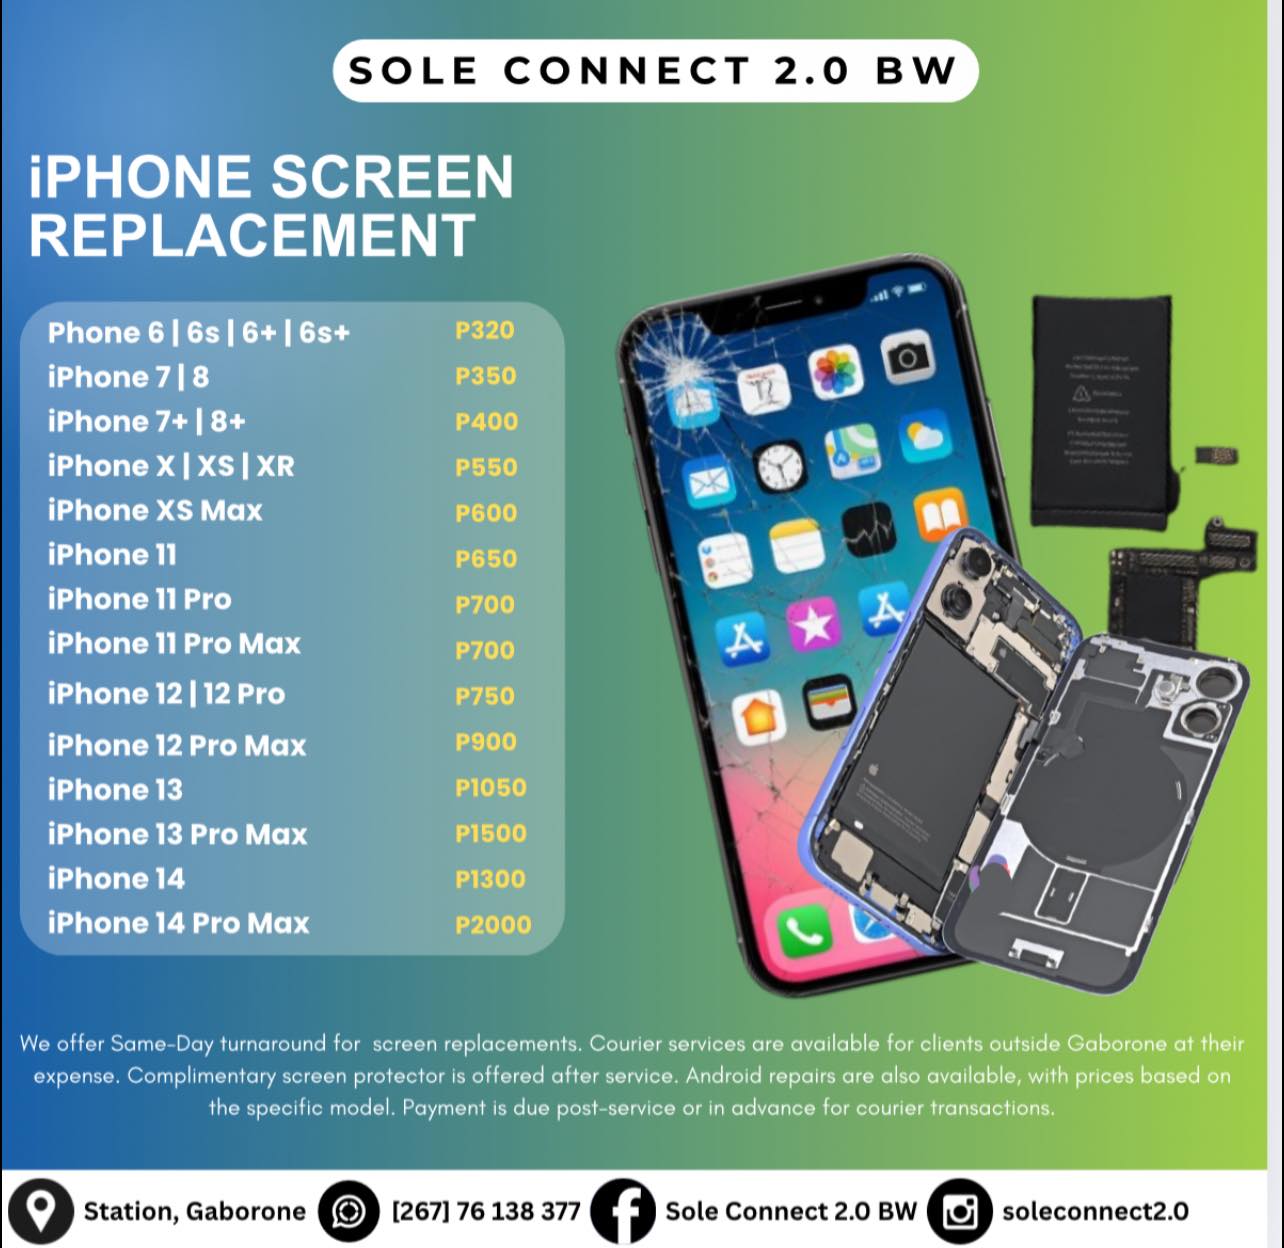 SOLE CONNECT 2.0 BW
iPHONE SCREEN
REPLACEMENT
Phone 6 | 6s | 6+ | 6s+ P320
iPhone 7 | 8 P350
iPhone 7+ | 8+ P400
iPhone X | XS | XR P550
iPhone XS Max P600
iPhone 11 P650
iPhone 11 Pro P700
iPhone 11 Pro Max P700
iPhone 12 | 12 Pro P750
iPhone 12 Pro Max P900
iPhone 13 P1050
iPhone 13 Pro Max P1500
iPhone 14 P1300
iPhone 14 Pro Max P2000
We offer Same-Day turnaround for screen replacements. Courier services are available for clients outside Gaborone at their
expense. Complimentary screen protector is offered after service. Android repairs are also available, with prices based on
the specific model. Payment is due post-service or in advance for courier transactions.
Station, Gaborone [267] 76 138 377 Sole Connect 2.0 BW soleconnect2.0